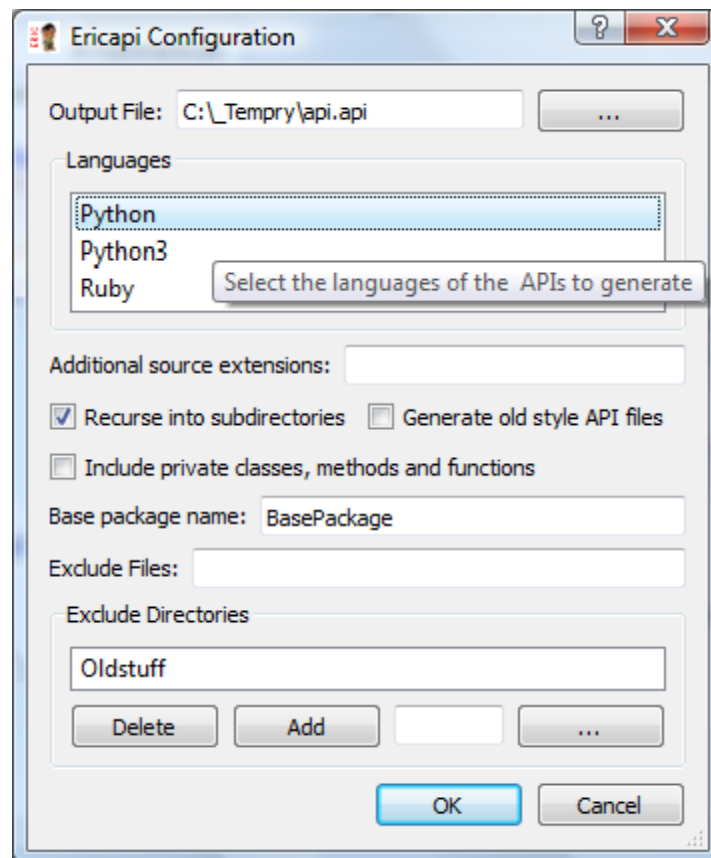 Ericapi Configuration
Output File: C:\_Tempry\api.api ...
Languages
Python
Python3
Ruby
Select the languages of the  APIs to generate
Additional source extensions:
Recurse into subdirectories Generate old style API files
Include private classes, methods and functions
Base package name: BasePackage
Exclude Files:
Exclude Directories
Oldstuff
Delete Add ...
OK Cancel